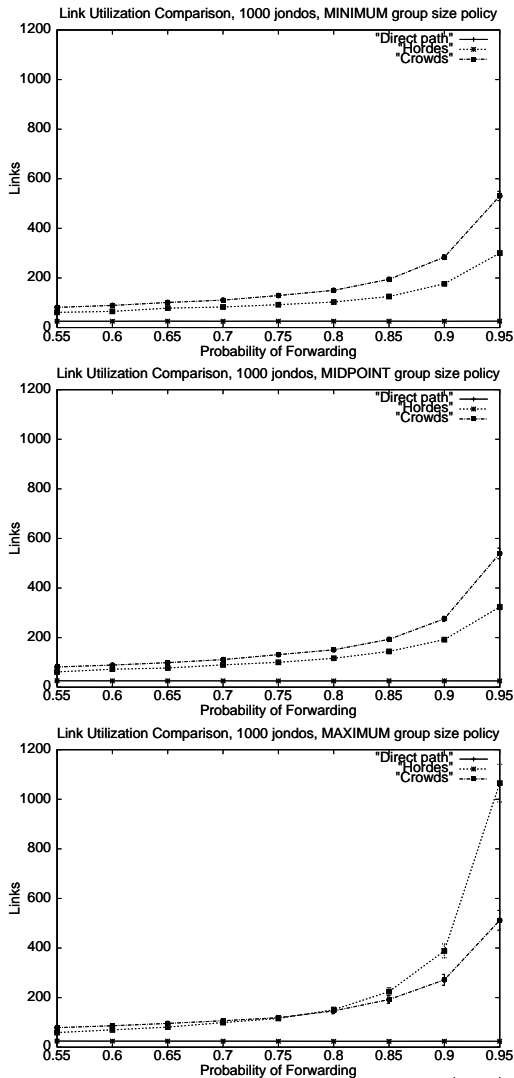 Link Utilization Comparison, 1000 jondos, MINIMUM group size policy
1200
1000
800
600
400
200
0
Links
"Direct path"
"Hordes"
"Crowds"
0.55 0.6 0.65 0.7 0.75 0.8 0.85 0.9 0.95
Probability of Forwarding
Link Utilization Comparison, 1000 jondos, MIDPOINT group size policy
1200
1000
800
600
400
200
0
Links
"Direct path"
"Hordes"
"Crowds"
0.55 0.6 0.65 0.7 0.75 0.8 0.85 0.9 0.95
Probability of Forwarding
Link Utilization Comparison, 1000 jondos, MAXIMUM group size policy
1200
1000
800
600
400
200
0
Links
"Direct path"
"Hordes"
"Crowds"
0.55 0.6 0.65 0.7 0.75 0.8 0.85 0.9 0.95
Probability of Forwarding